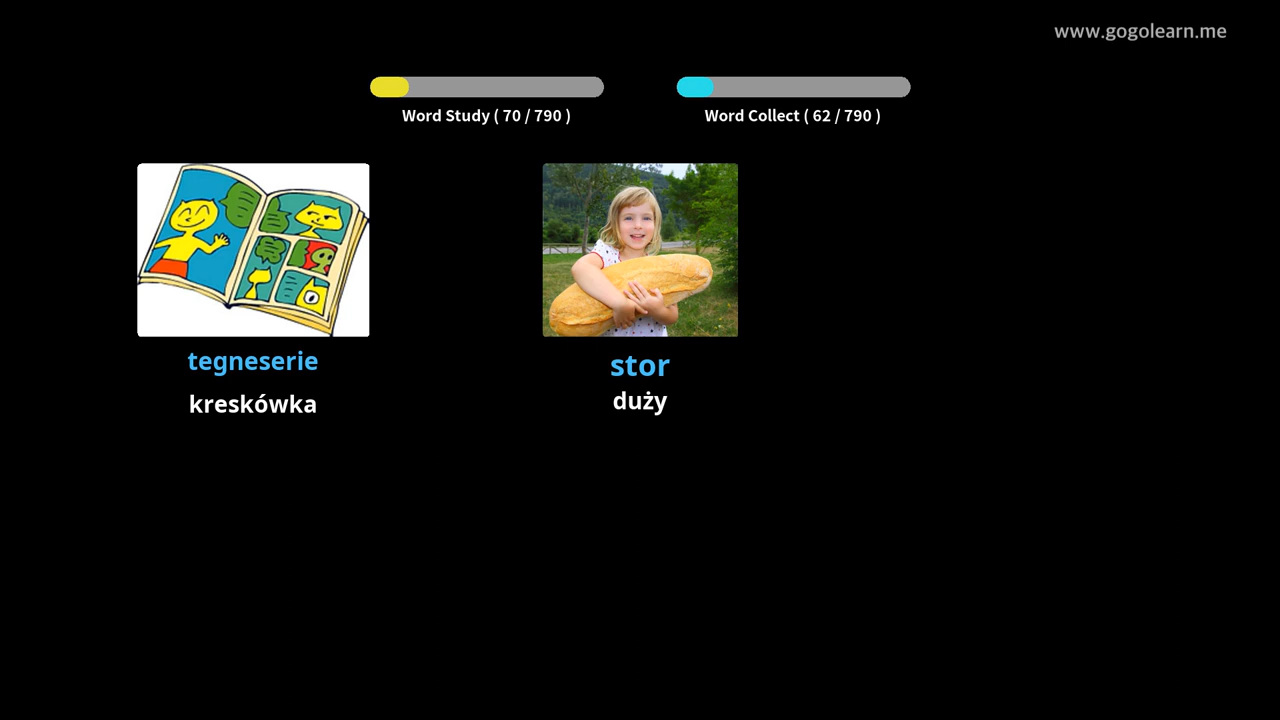 www.gogolearn.me
Word Study ( 70 / 790 )
Word Collect ( 62 / 790 )
tegneserie
kreskówka
stor
duży